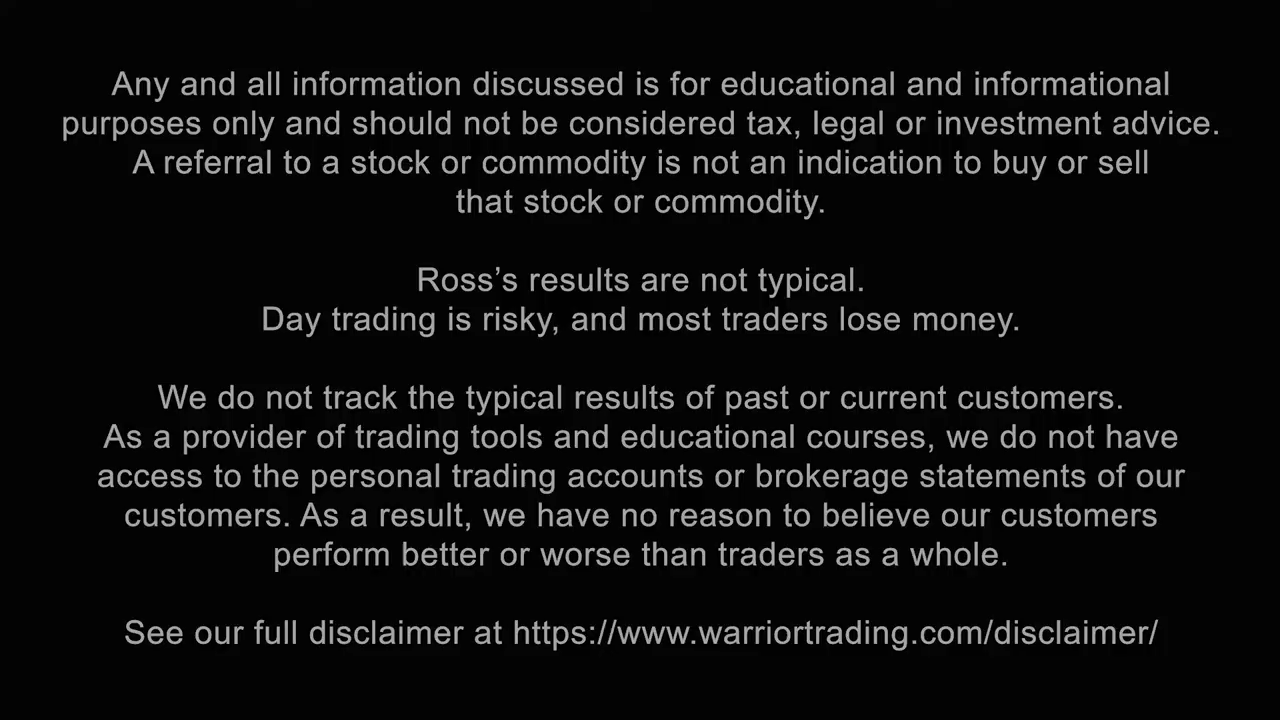 Any and all information discussed is for educational and informational
purposes only and should not be considered tax, legal or investment advice.
A referral to a stock or commodity is not an indication to buy or sell
that stock or commodity.
Ross’s results are not typical.
Day trading is risky, and most traders lose money.
We do not track the typical results of past or current customers.
As a provider of trading tools and educational courses, we do not have
access to the personal trading accounts or brokerage statements of our
customers. As a result, we have no reason to believe our customers
perform better or worse than traders as a whole.
See our full disclaimer at https://www.warriortrading.com/disclaimer/